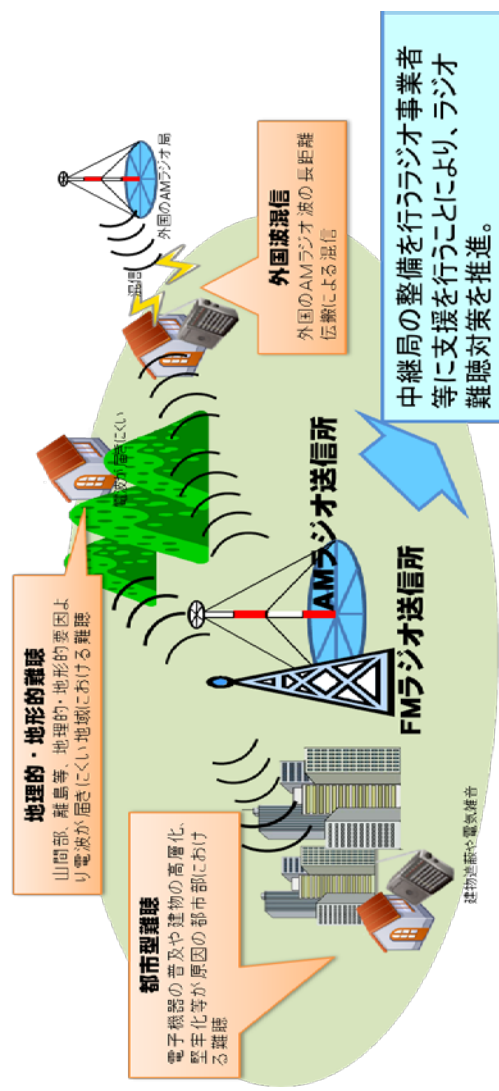 地理的・地形的難聴
山間部、離島等、地理的・地形的要因よ
り電波が届きにくい地域における難聴
都市型難聴
電子機器の普及や建物の高層化、
堅牢化等が原因の都市部におけ
る難聴
電波が届きにくい
混信
外国のAMラジオ局
外国波混信
外国のAMラジオ波の長距離
伝搬による混信
AMラジオ送信所
FMラジオ送信所
建物遮蔽や電気雑音
中継局の整備を行うラジオ事業者
等に支援を行うことにより、ラジオ
難聴対策を推進。